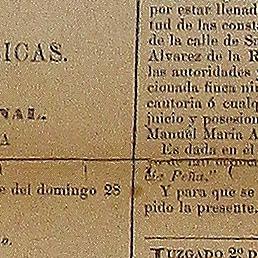 ICAS.
NAL.
A
e del domingo 28
o.
por estar llenad
tud de las const
de la calle de S
Alvarez de la R
las autoridades y
cionada finca ni
cantoria ó cualq
juicio y posesion
Manuel María A
Es dada en el
Peña."
Y para que se
pido la presente.
JUZGADO 2º D